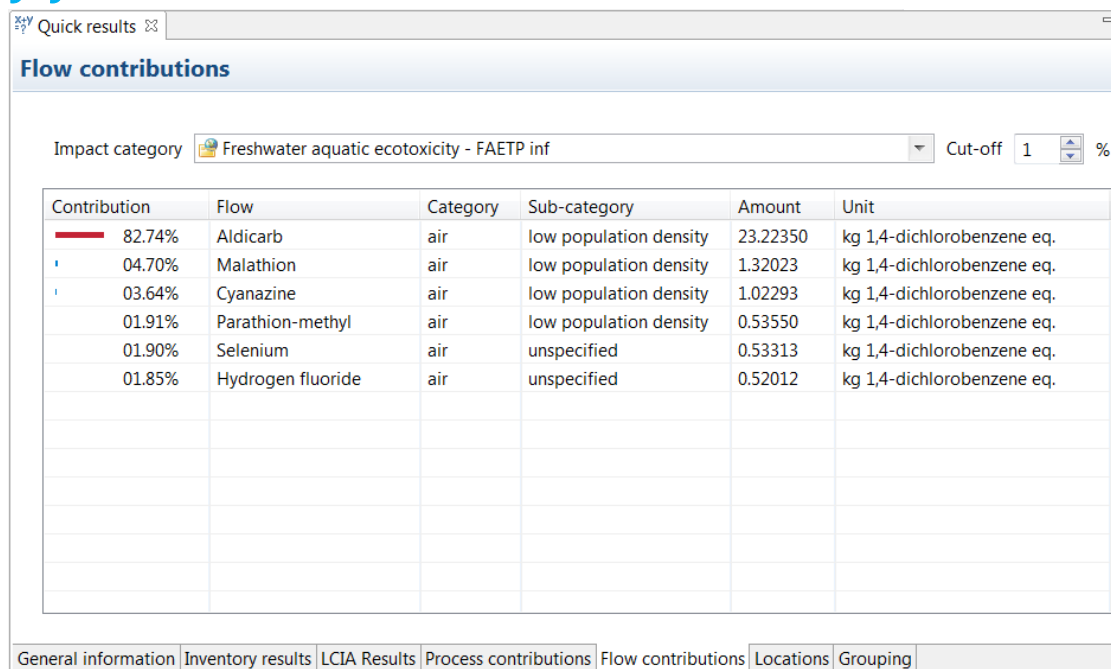 Quick results
Flow contributions
Impact category Freshwater aquatic ecotoxicity - FAETP inf Cut-off 1 %
Contribution Flow Category Sub-category Amount Unit
82.74% Aldicarb air low population density 23.22350 kg 1,4-dichlorobenzene eq.
04.70% Malathion air low population density 1.32023 kg 1,4-dichlorobenzene eq.
03.64% Cyanazine air low population density 1.02293 kg 1,4-dichlorobenzene eq.
01.91% Parathion-methyl air low population density 0.53550 kg 1,4-dichlorobenzene eq.
01.90% Selenium air unspecified 0.53313 kg 1,4-dichlorobenzene eq.
01.85% Hydrogen fluoride air unspecified 0.52012 kg 1,4-dichlorobenzene eq.
General information Inventory results LCIA Results Process contributions Flow contributions Locations Grouping